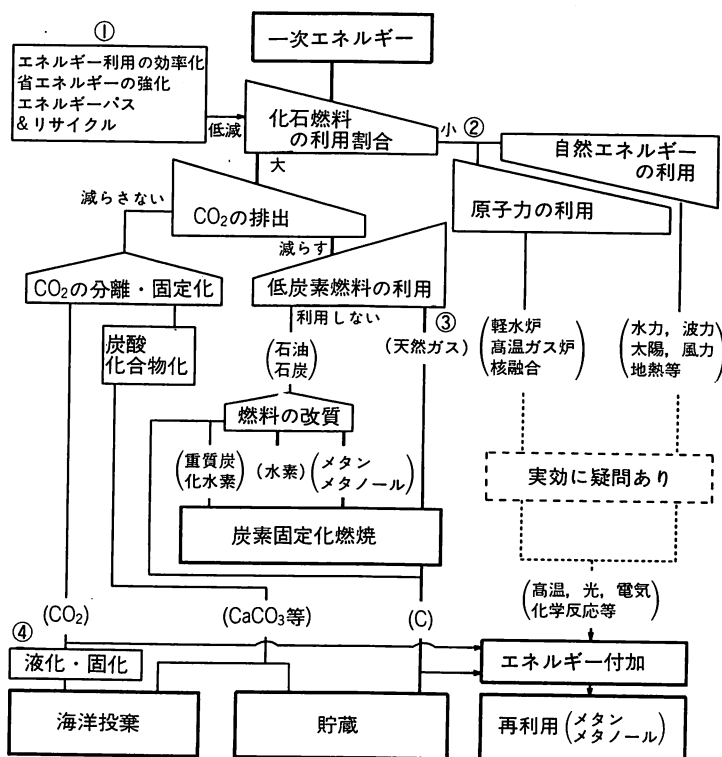 ①
エネルギー利用の効率化
省エネルギーの強化
エネルギーパス
＆リサイクル
低減
一次エネルギー
化石燃料
の利用割合
小 ②
大
自然エネルギー
の利用
原子力の利用
CO₂の排出
減らさない
減らす
CO₂の分離・固定化
低炭素燃料の利用
利用しない
③
炭酸
化合物化
(石油
石炭)
(天然ガス)
(軽水炉
高温ガス炉
核融合)
(水力，波力
太陽，風力
地熱等)
燃料の改質
(重質炭
化水素)
(水素)
(メタン
メタノール)
実効に疑問あり
炭素固定化燃焼
(高温，光，電気
化学反応等)
(CO₂)
(CaCO₃等)
(C)
④
液化・固化
エネルギー付加
海洋投棄
貯蔵
再利用(メタン
メタノール)